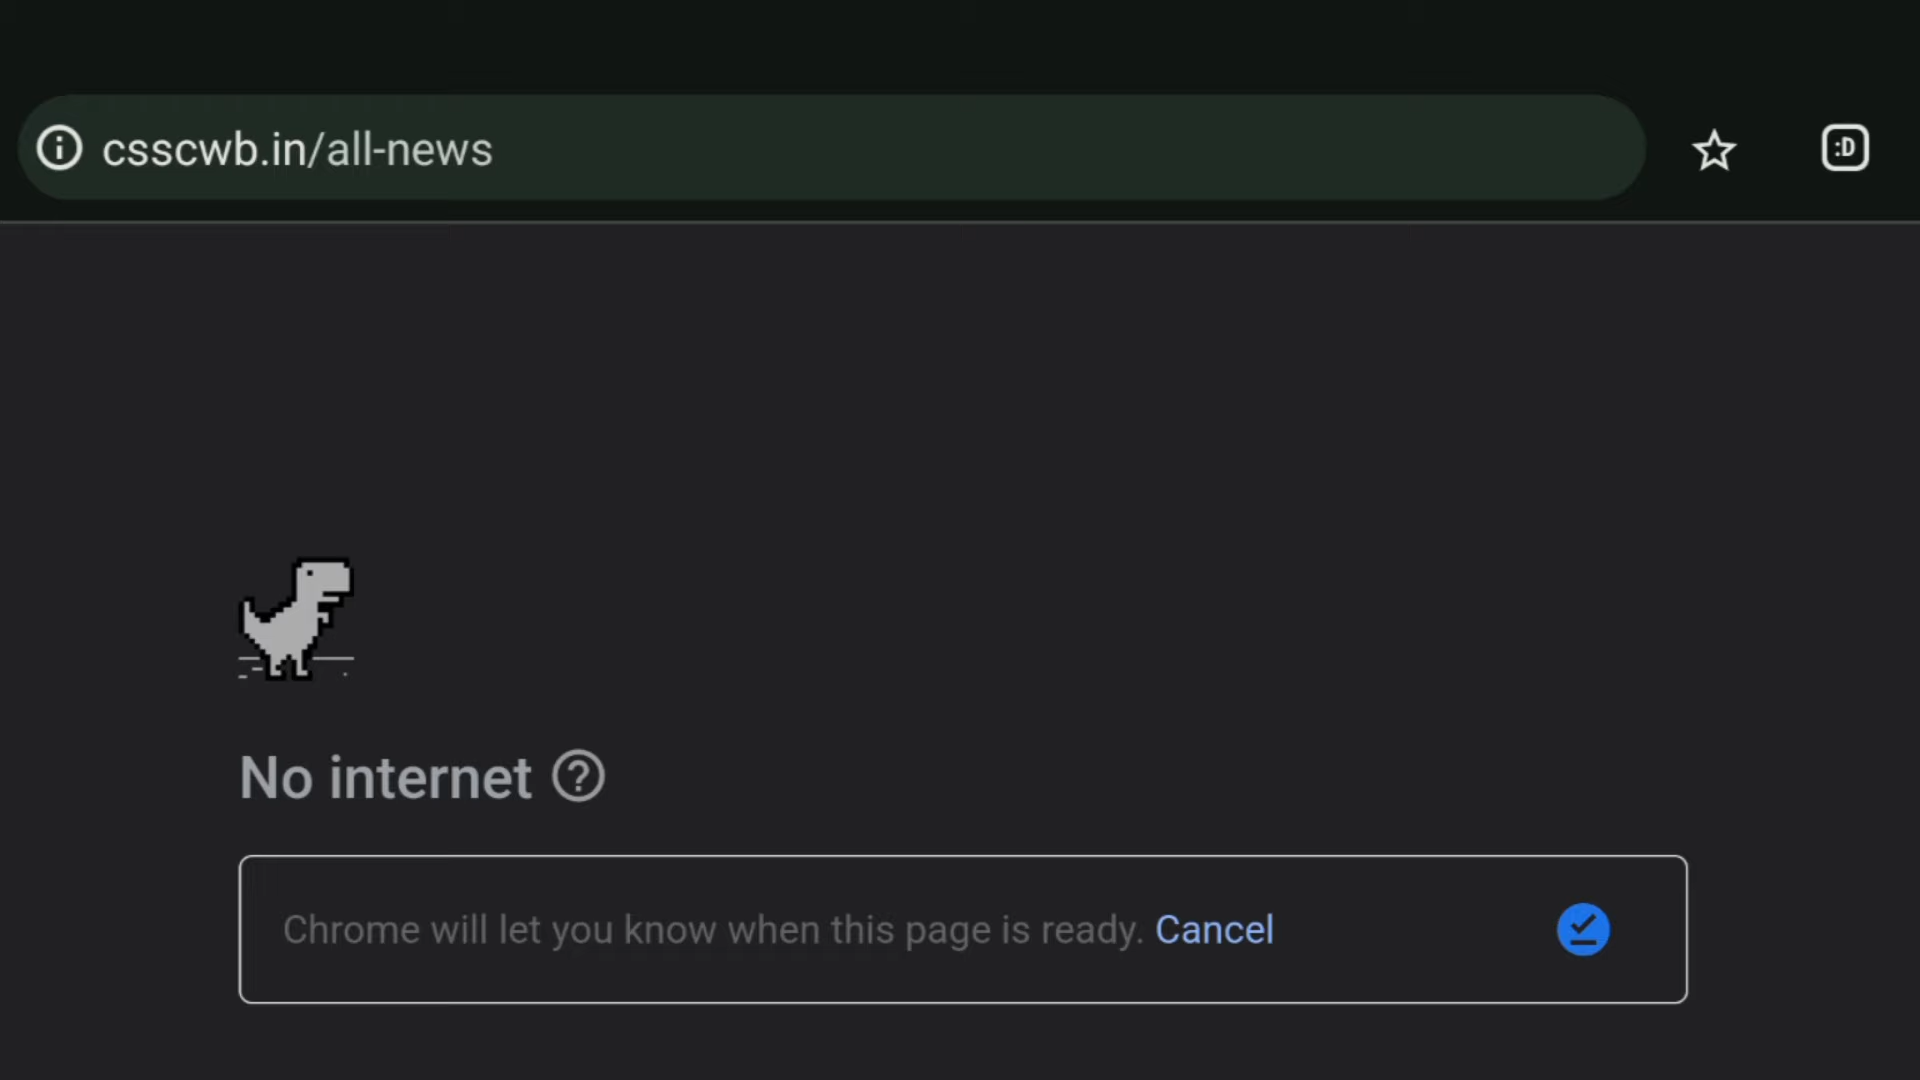 csscwb.in/all-news
:D
No internet
Chrome will let you know when this page is ready. Cancel